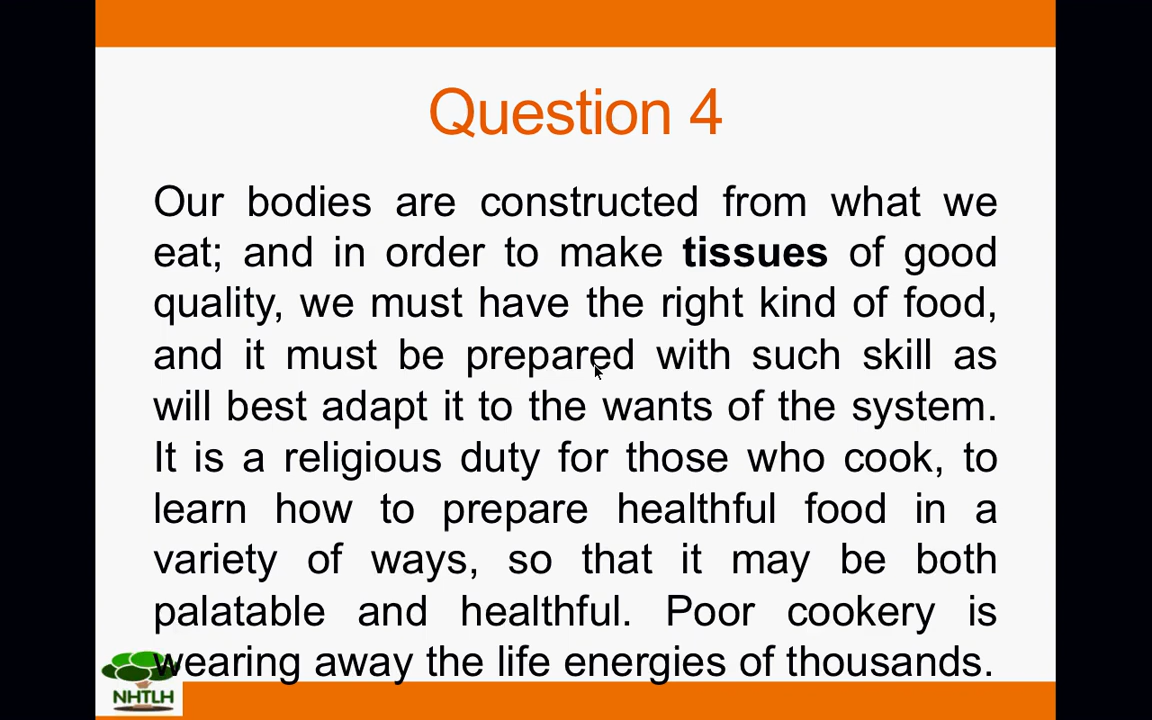 Question 4
Our bodies are constructed from what we
eat; and in order to make tissues of good
quality, we must have the right kind of food,
and it must be prepared with such skill as
will best adapt it to the wants of the system.
It is a religious duty for those who cook, to
learn how to prepare healthful food in a
variety of ways, so that it may be both
palatable and healthful. Poor cookery is
wearing away the life energies of thousands.
NHTLH